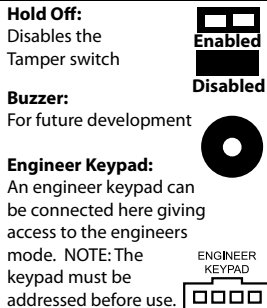 Hold Off:
Disables the
Tamper switch
Enabled
Disabled
Buzzer:
For future development
Engineer Keypad:
An engineer keypad can
be connected here giving
access to the engineers
mode. NOTE: The
keypad must be
addressed before use.
ENGINEER
KEYPAD